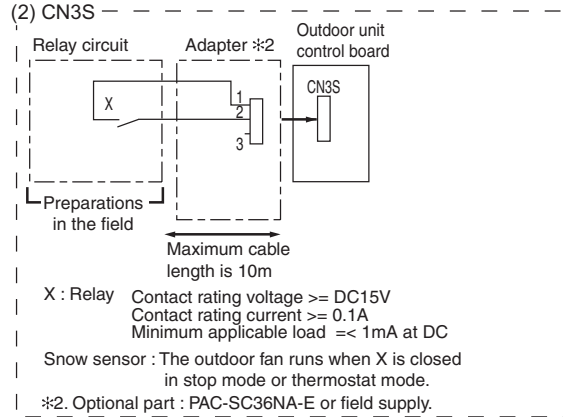 (2) CN3S
Relay circuit
Adapter ✻2
Outdoor unit
control board
CN3S
X
1
2
3
Preparations
in the field
Maximum cable
length is 10m
X : Relay
Contact rating voltage >= DC15V
Contact rating current >= 0.1A
Minimum applicable load =< 1mA at DC
Snow sensor : The outdoor fan runs when X is closed
in stop mode or thermostat mode.
✻2. Optional part : PAC-SC36NA-E or field supply.